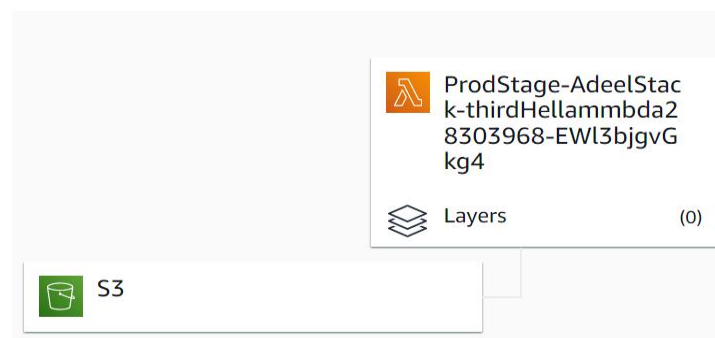 ProdStage-AdeelStac
k-thirdHellammbda2
8303968-EWl3bjgvG
kg4
Layers (0)
S3